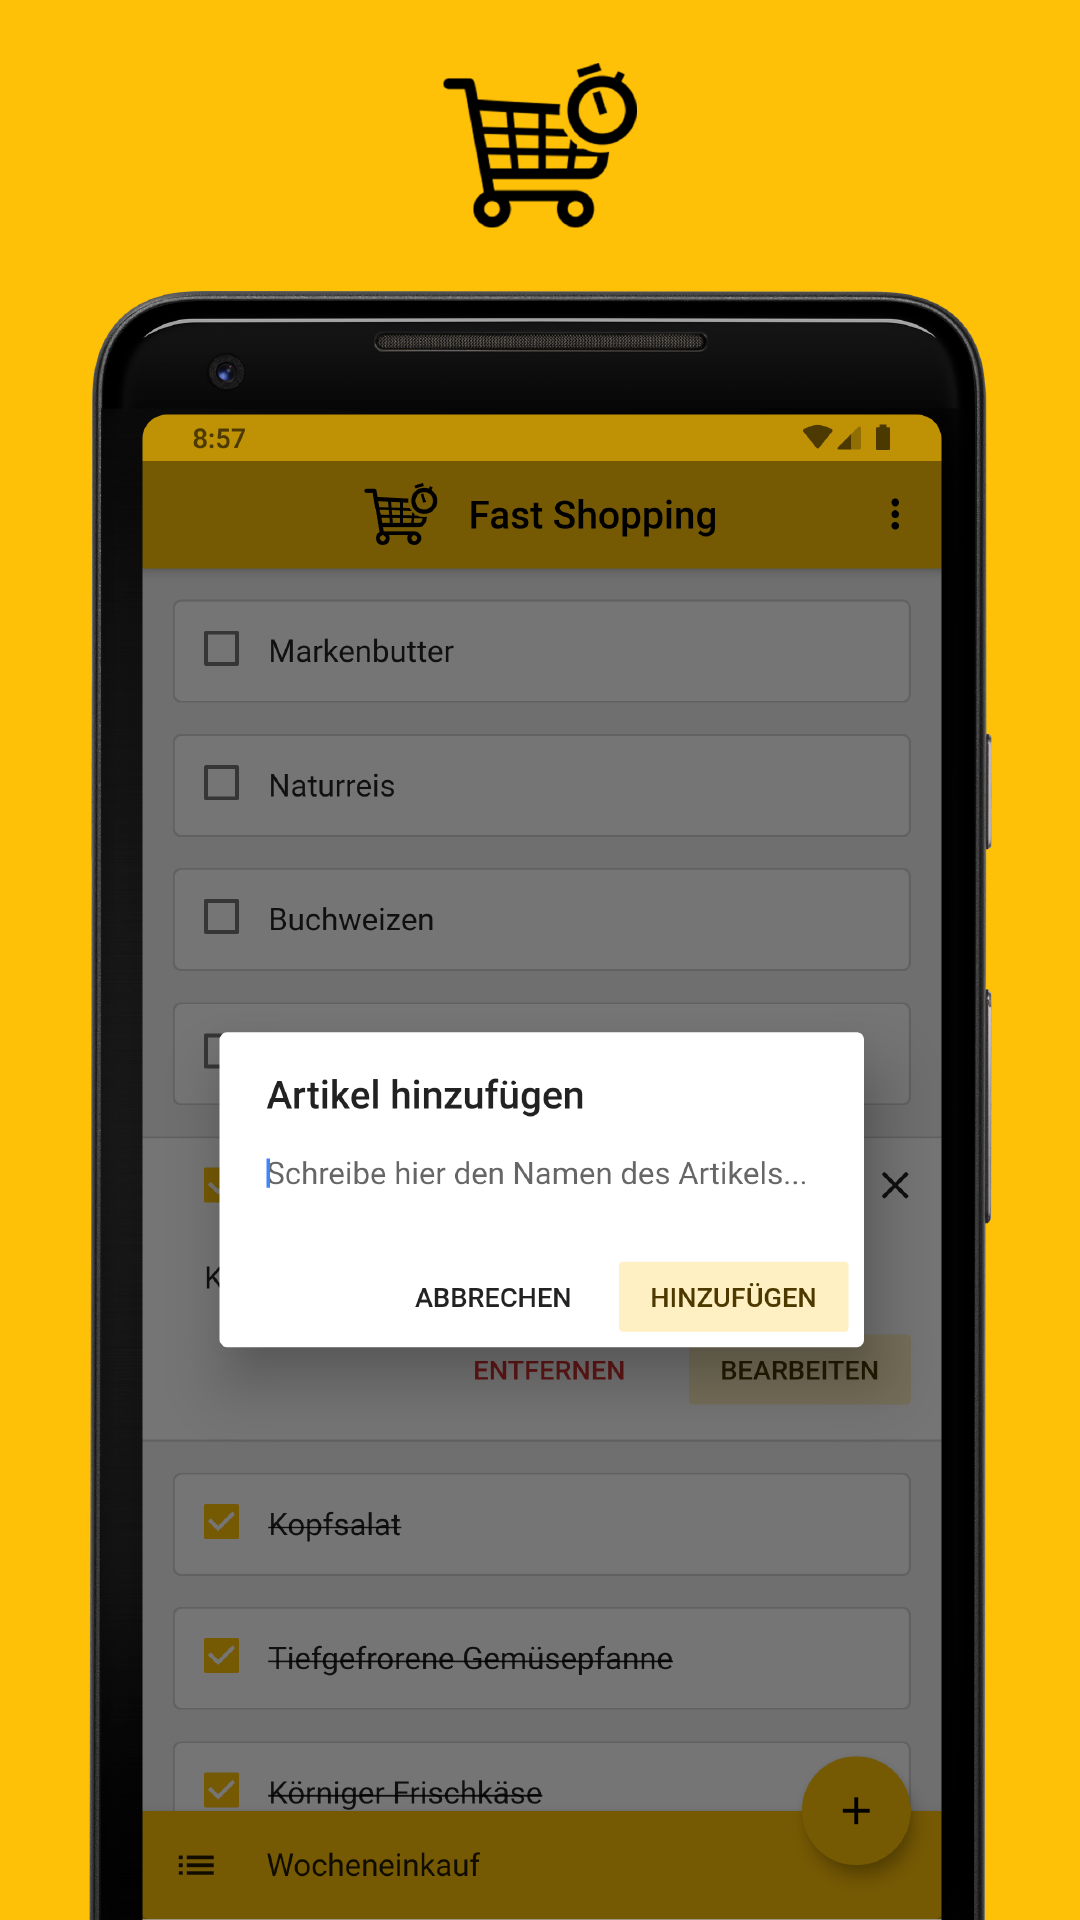 8:57
Fast Shopping
Markenbutter
Naturreis
Buchweizen
Artikel hinzufügen
Schreibe hier den Namen des Artikels...
K
ABBRECHEN
HINZUFÜGEN
ENTFERNEN
BEARBEITEN
Kopfsalat
Tiefgefrorene Gemüsepfanne
Körniger Frischkäse
Wocheneinkauf